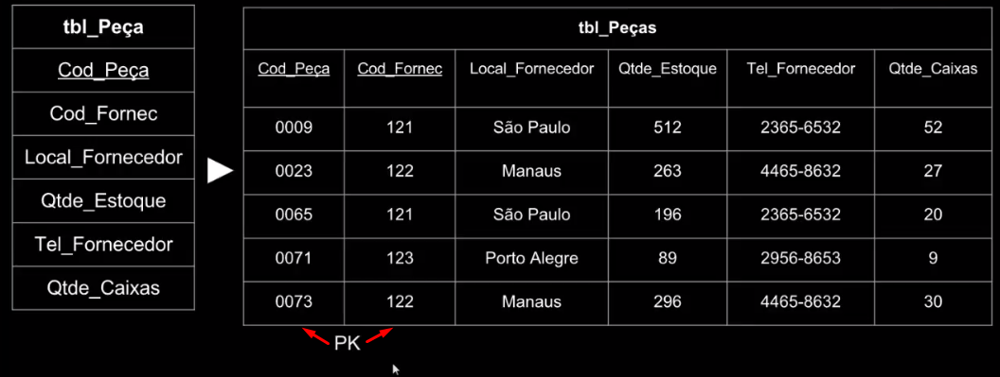 tbl_Peça
Cod_Peça
Cod_Fornec
Local_Fornecedor
Qtde_Estoque
Tel_Fornecedor
Qtde_Caixas
tbl_Peças
Cod_Peça Cod_Fornec Local_Fornecedor Qtde_Estoque Tel_Fornecedor Qtde_Caixas
0009 121 São Paulo 512 2365-6532 52
0023 122 Manaus 263 4465-8632 27
0065 121 São Paulo 196 2365-6532 20
0071 123 Porto Alegre 89 2956-8653 9
0073 122 Manaus 296 4465-8632 30
PK